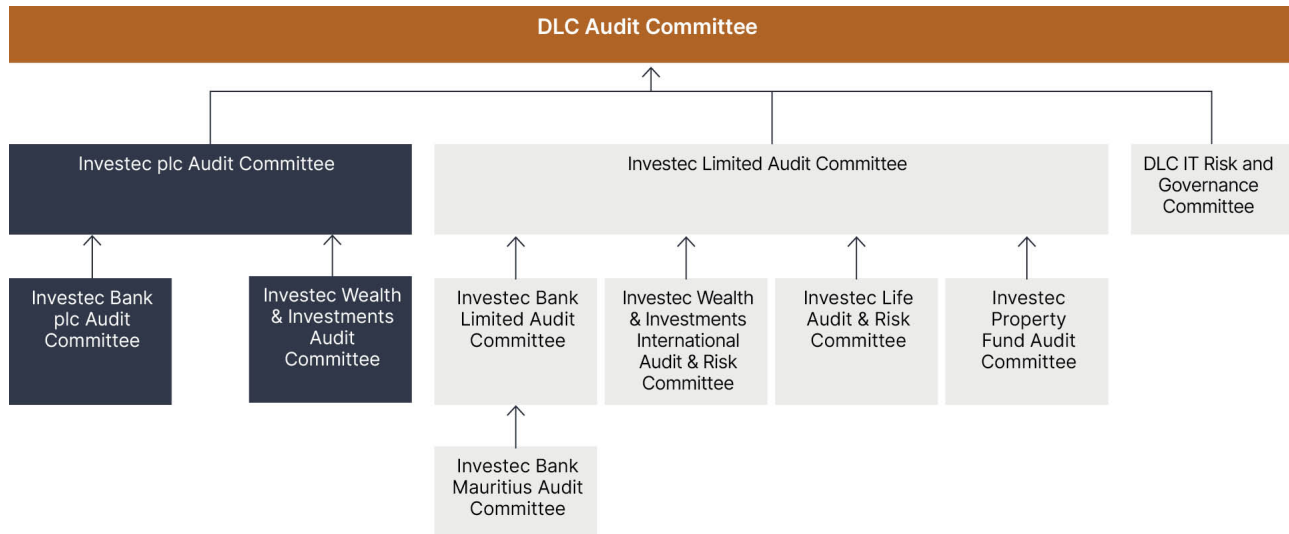 DLC Audit Committee
Investec plc Audit Committee
Investec Limited Audit Committee
DLC IT Risk and
Governance
Committee
Investec Bank
plc Audit
Committee
Investec Wealth
& Investments
Audit
Committee
Investec Bank
Limited Audit
Committee
Investec Wealth
& Investments
International
Audit & Risk
Committee
Investec Life
Audit & Risk
Committee
Investec
Property
Fund Audit
Committee
Investec Bank
Mauritius Audit
Committee